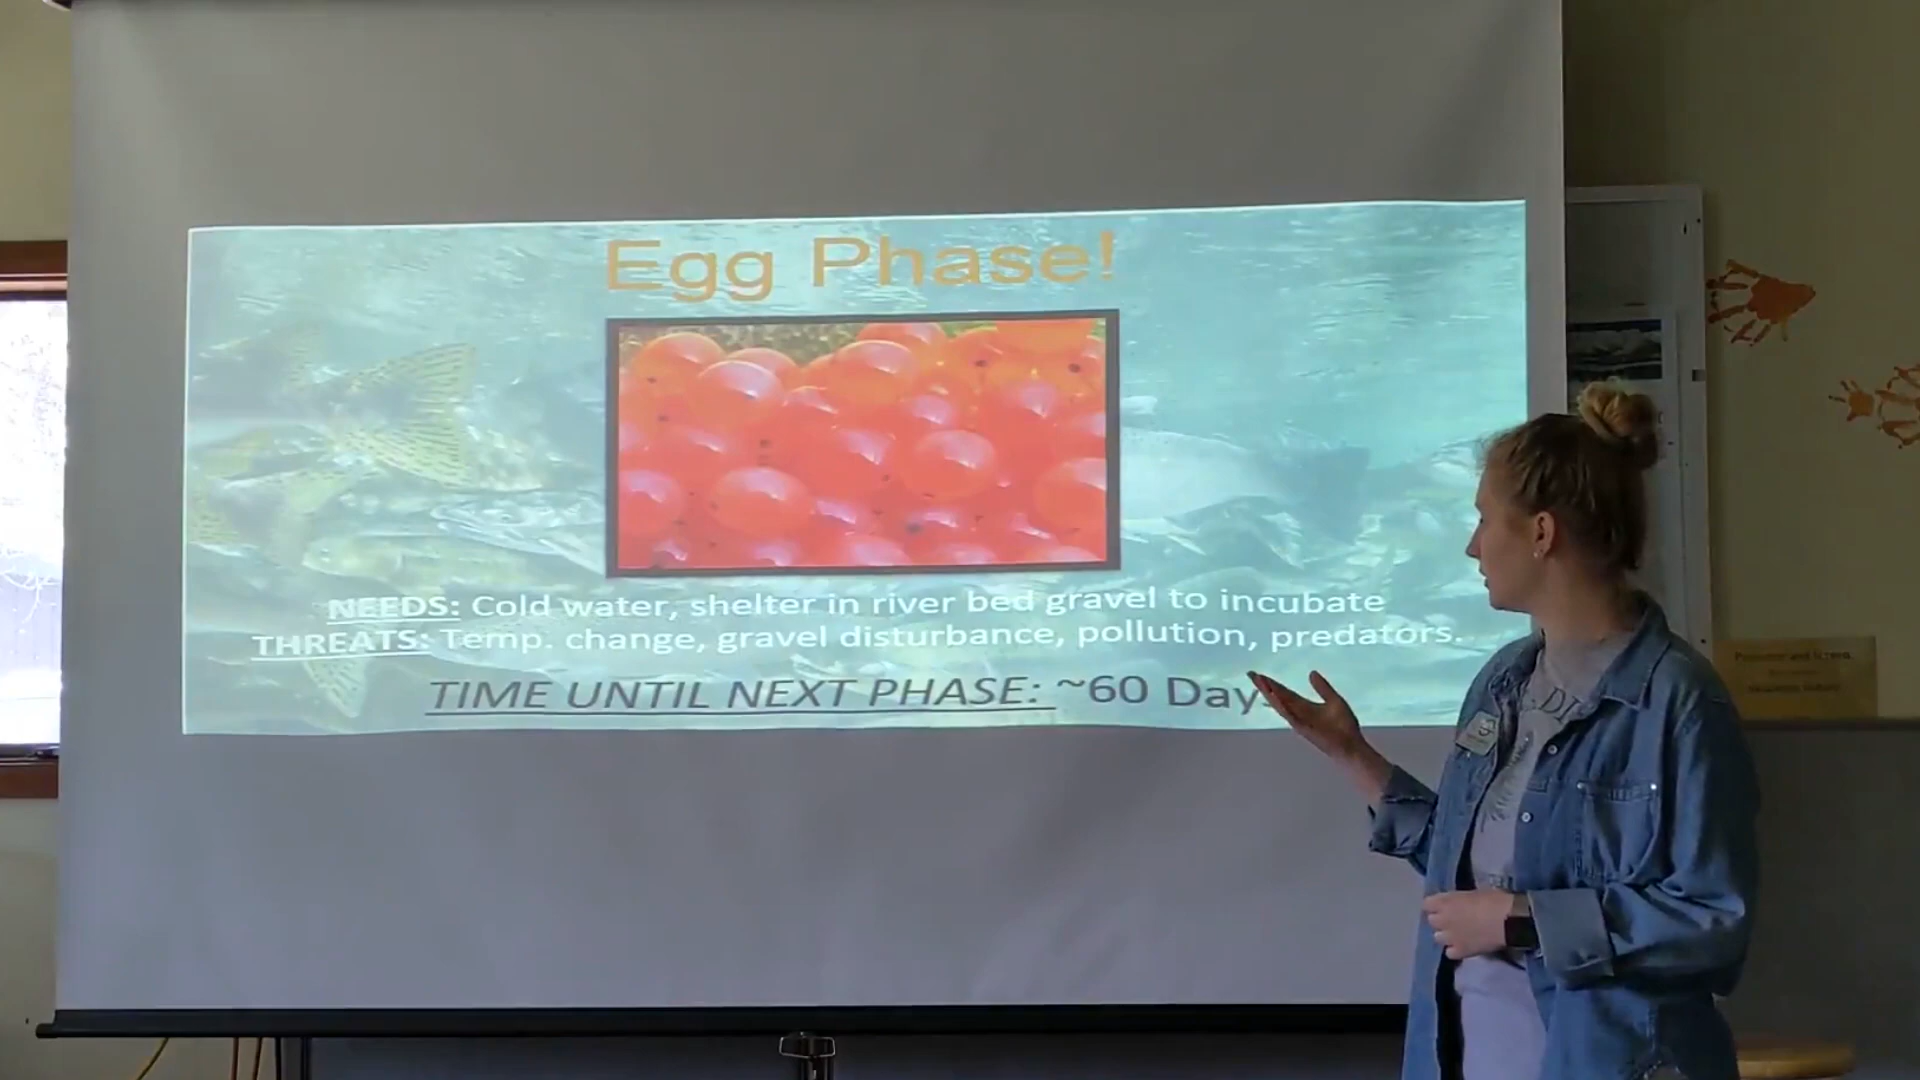 Egg Phase!
NEEDS: Cold water, shelter in river bed gravel to incubate
THREATS: Temp. change, gravel disturbance, pollution, predators.
TIME UNTIL NEXT PHASE: ~60 Days